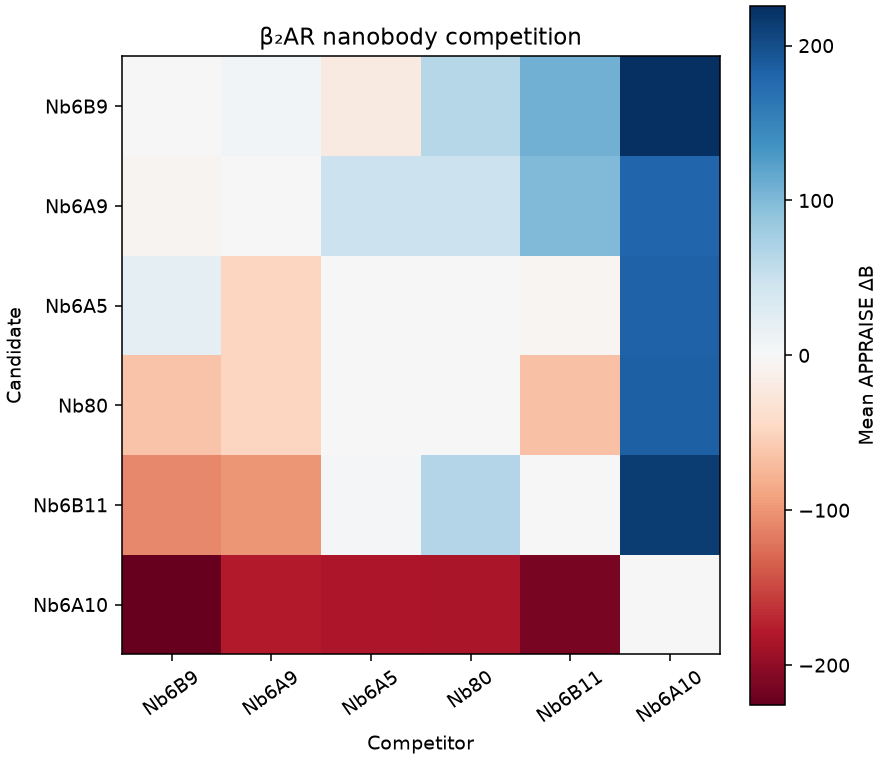 β₂AR nanobody competition
Nb6B9
Nb6A9
Nb6A5
Nb80
Nb6B11
Nb6A10
Candidate
Nb6B9
Nb6A9
Nb6A5
Nb80
Nb6B11
Nb6A10
Competitor
200
100
0
−100
−200
Mean APPRAISE ΔB